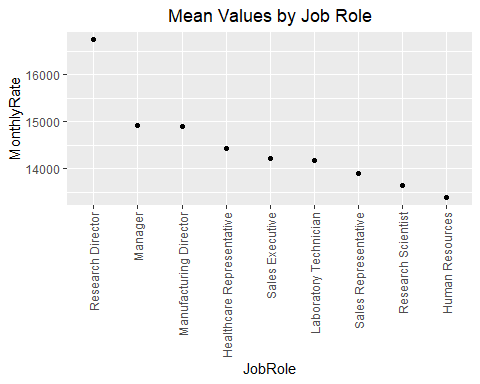 Mean Values by Job Role
MonthlyRate
16000
15000
14000
Research Director
Manager
Manufacturing Director
Healthcare Representative
Sales Executive
Laboratory Technician
Sales Representative
Research Scientist
Human Resources
JobRole